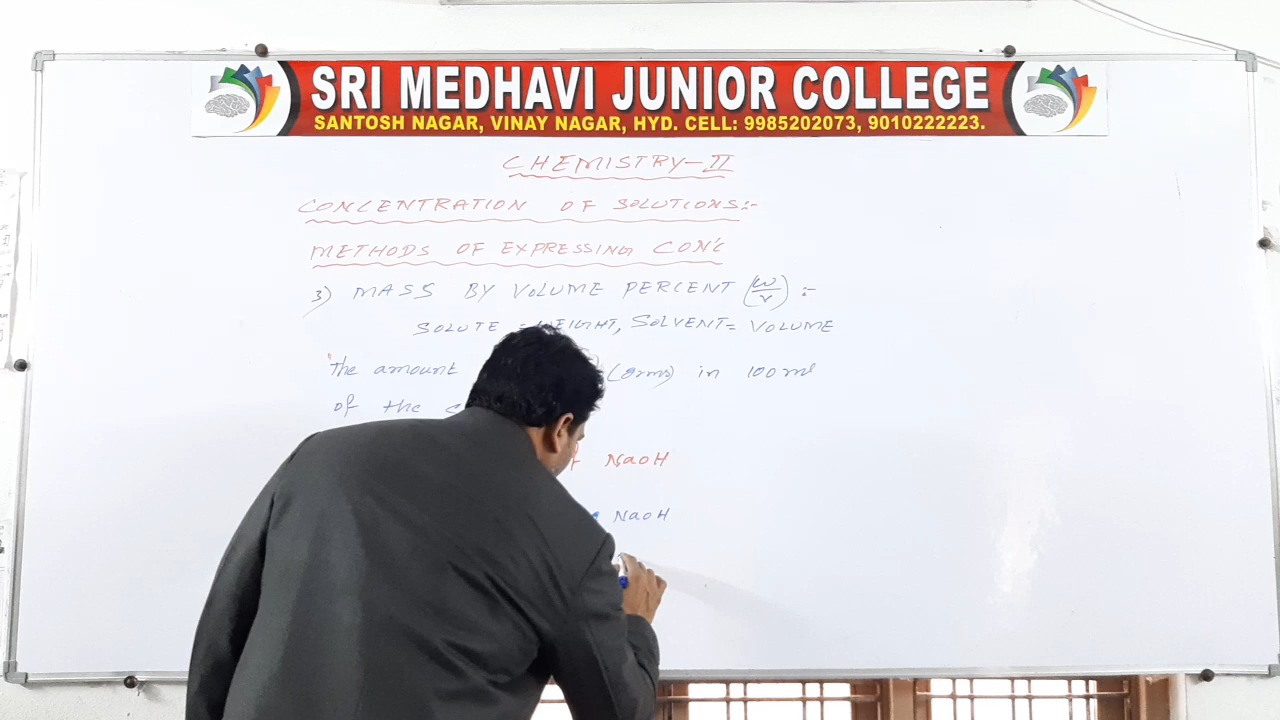 SRI MEDHAVI JUNIOR COLLEGE
SANTOSH NAGAR, VINAY NAGAR, HYD. CELL: 9985202073, 9010222223.
CHEMISTRY-II
CONCENTRATION OF SOLUTIONS:-
METHODS OF EXPRESSING CON'C
3) MASS BY VOLUME PERCENT (w/v) :-
SOLUTE = WEIGHT, SOLVENT = VOLUME
The amount (grms) in 100 ml
of the
NaOH
NaOH